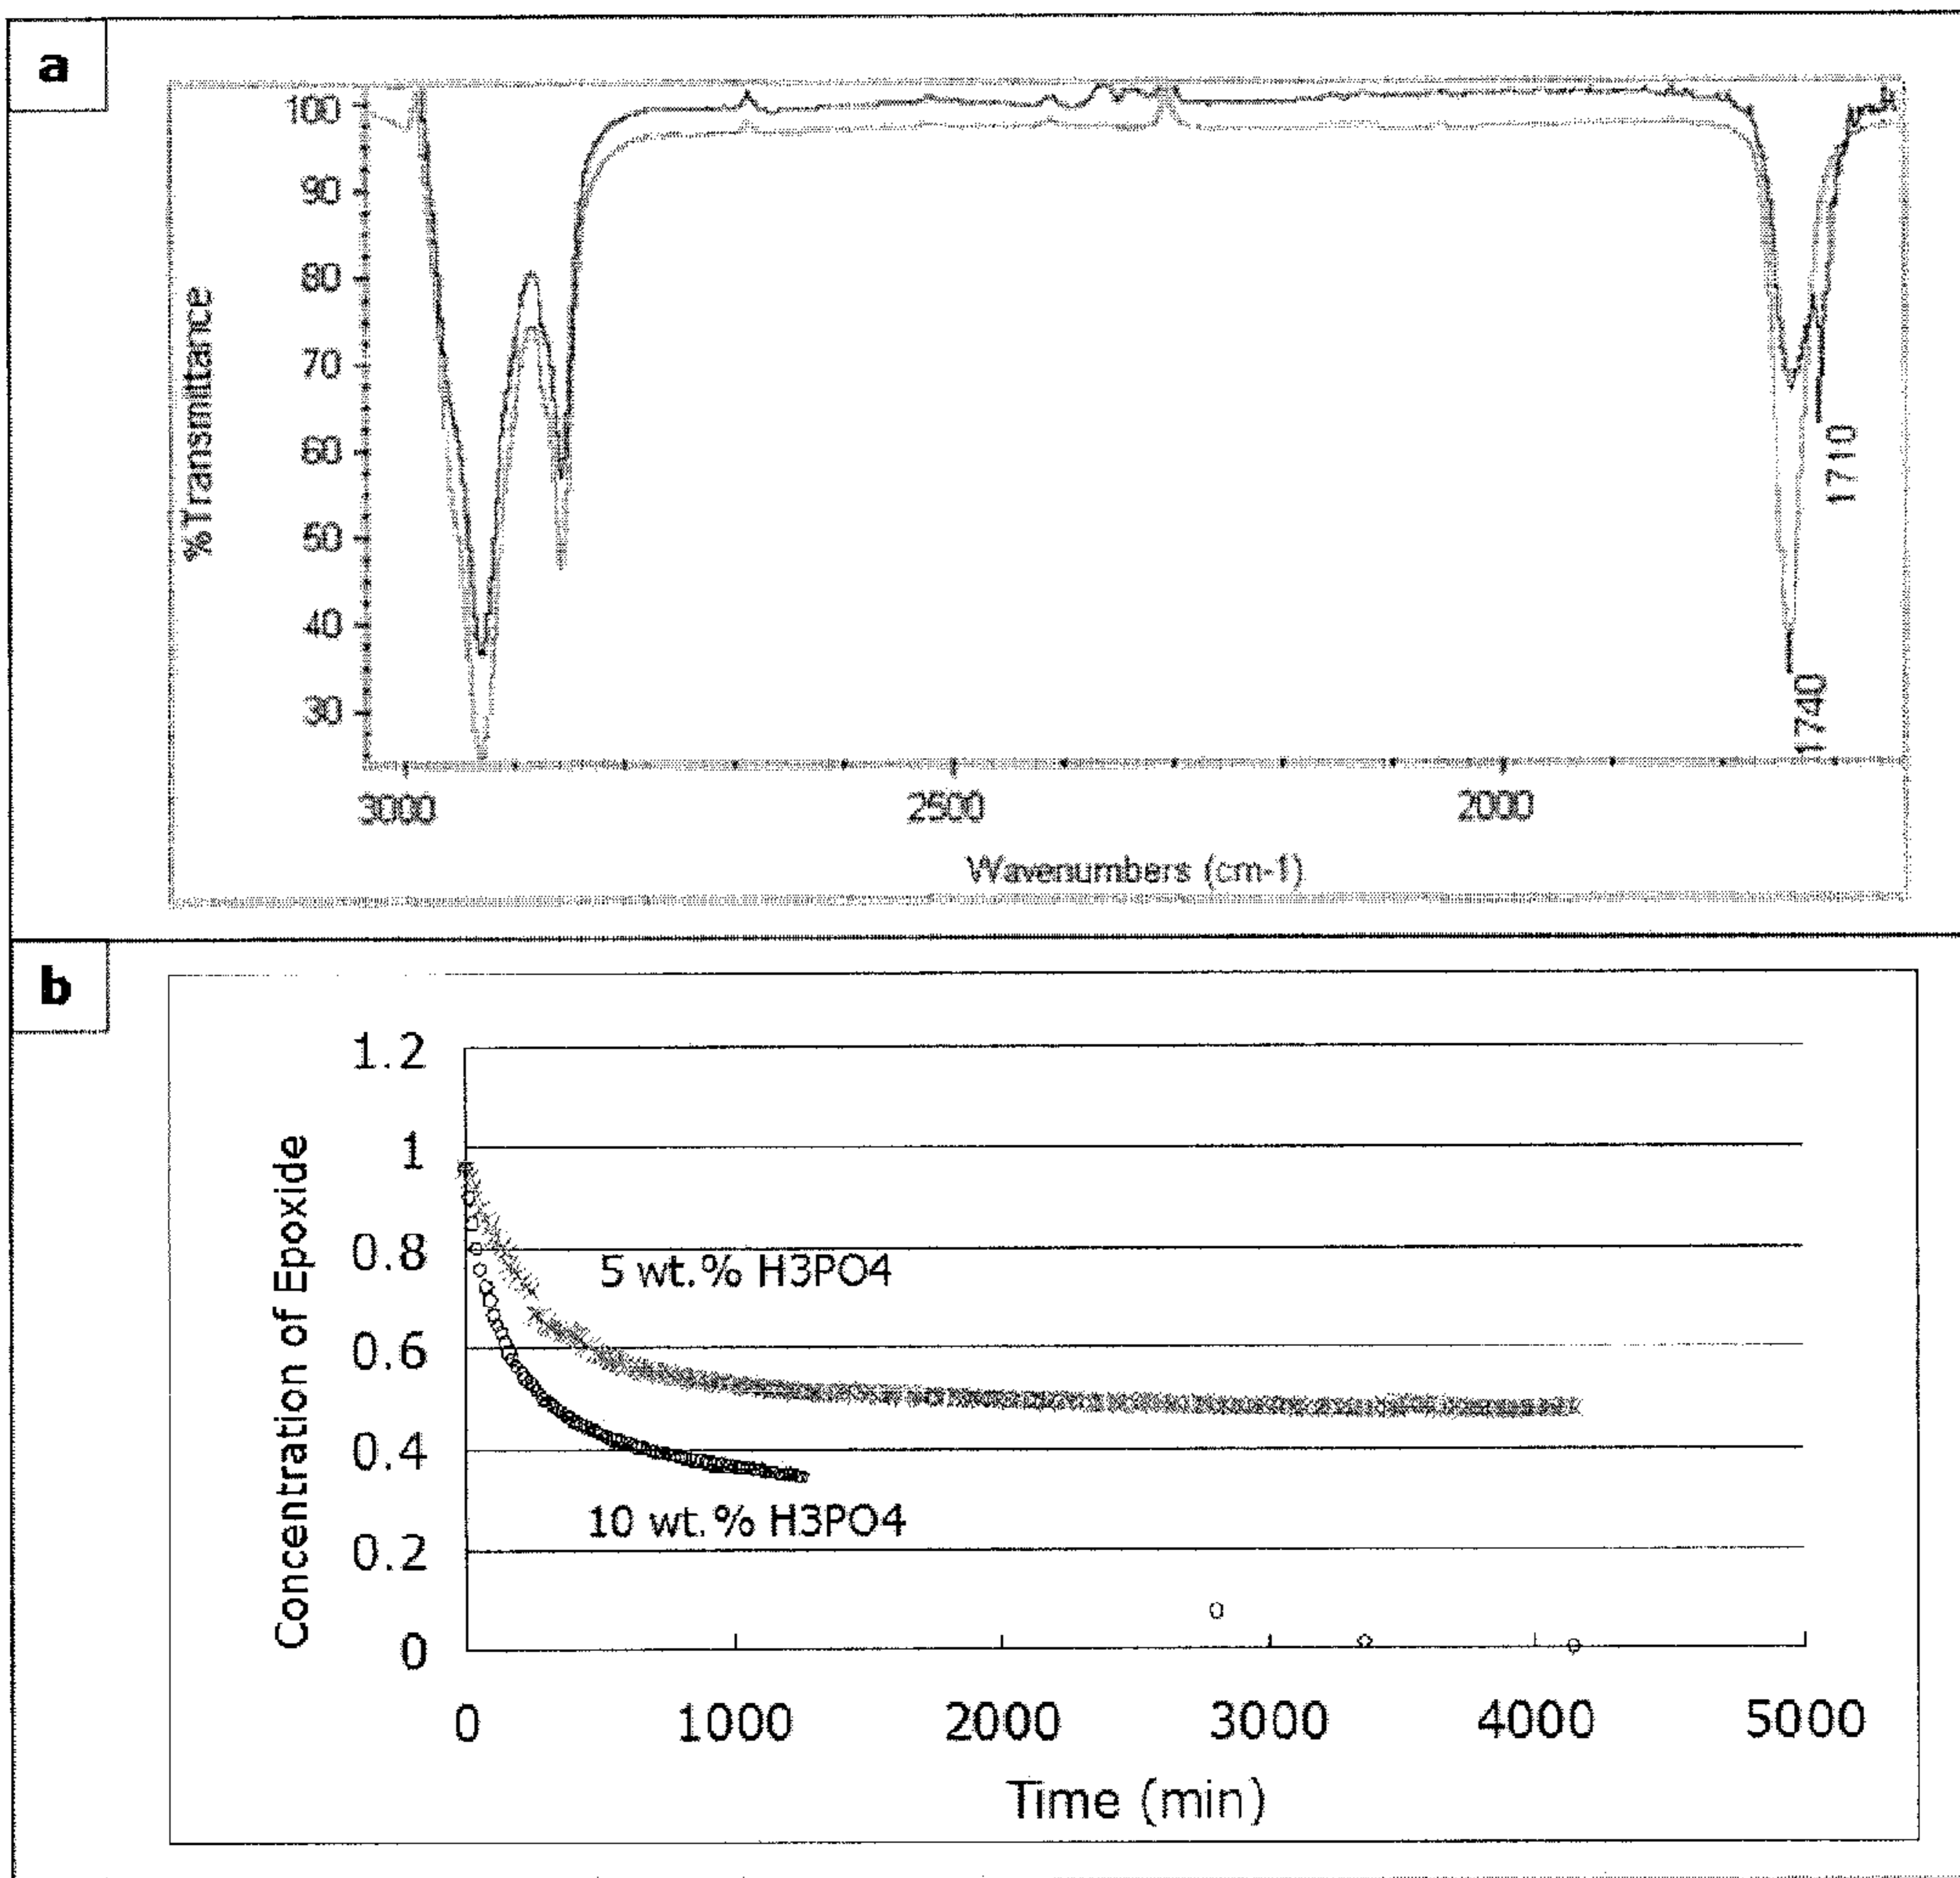 a
100
90
80
70
60
50
40
30
%Transmittance
1710
1740
3000 2500 2000
Wavenumbers (cm-1)
b
1.2
1
0.8
0.6
0.4
0.2
0
Concentration of Epoxide
5 wt.% H3PO4
10 wt.% H3PO4
0 1000 2000 3000 4000 5000
Time (min)